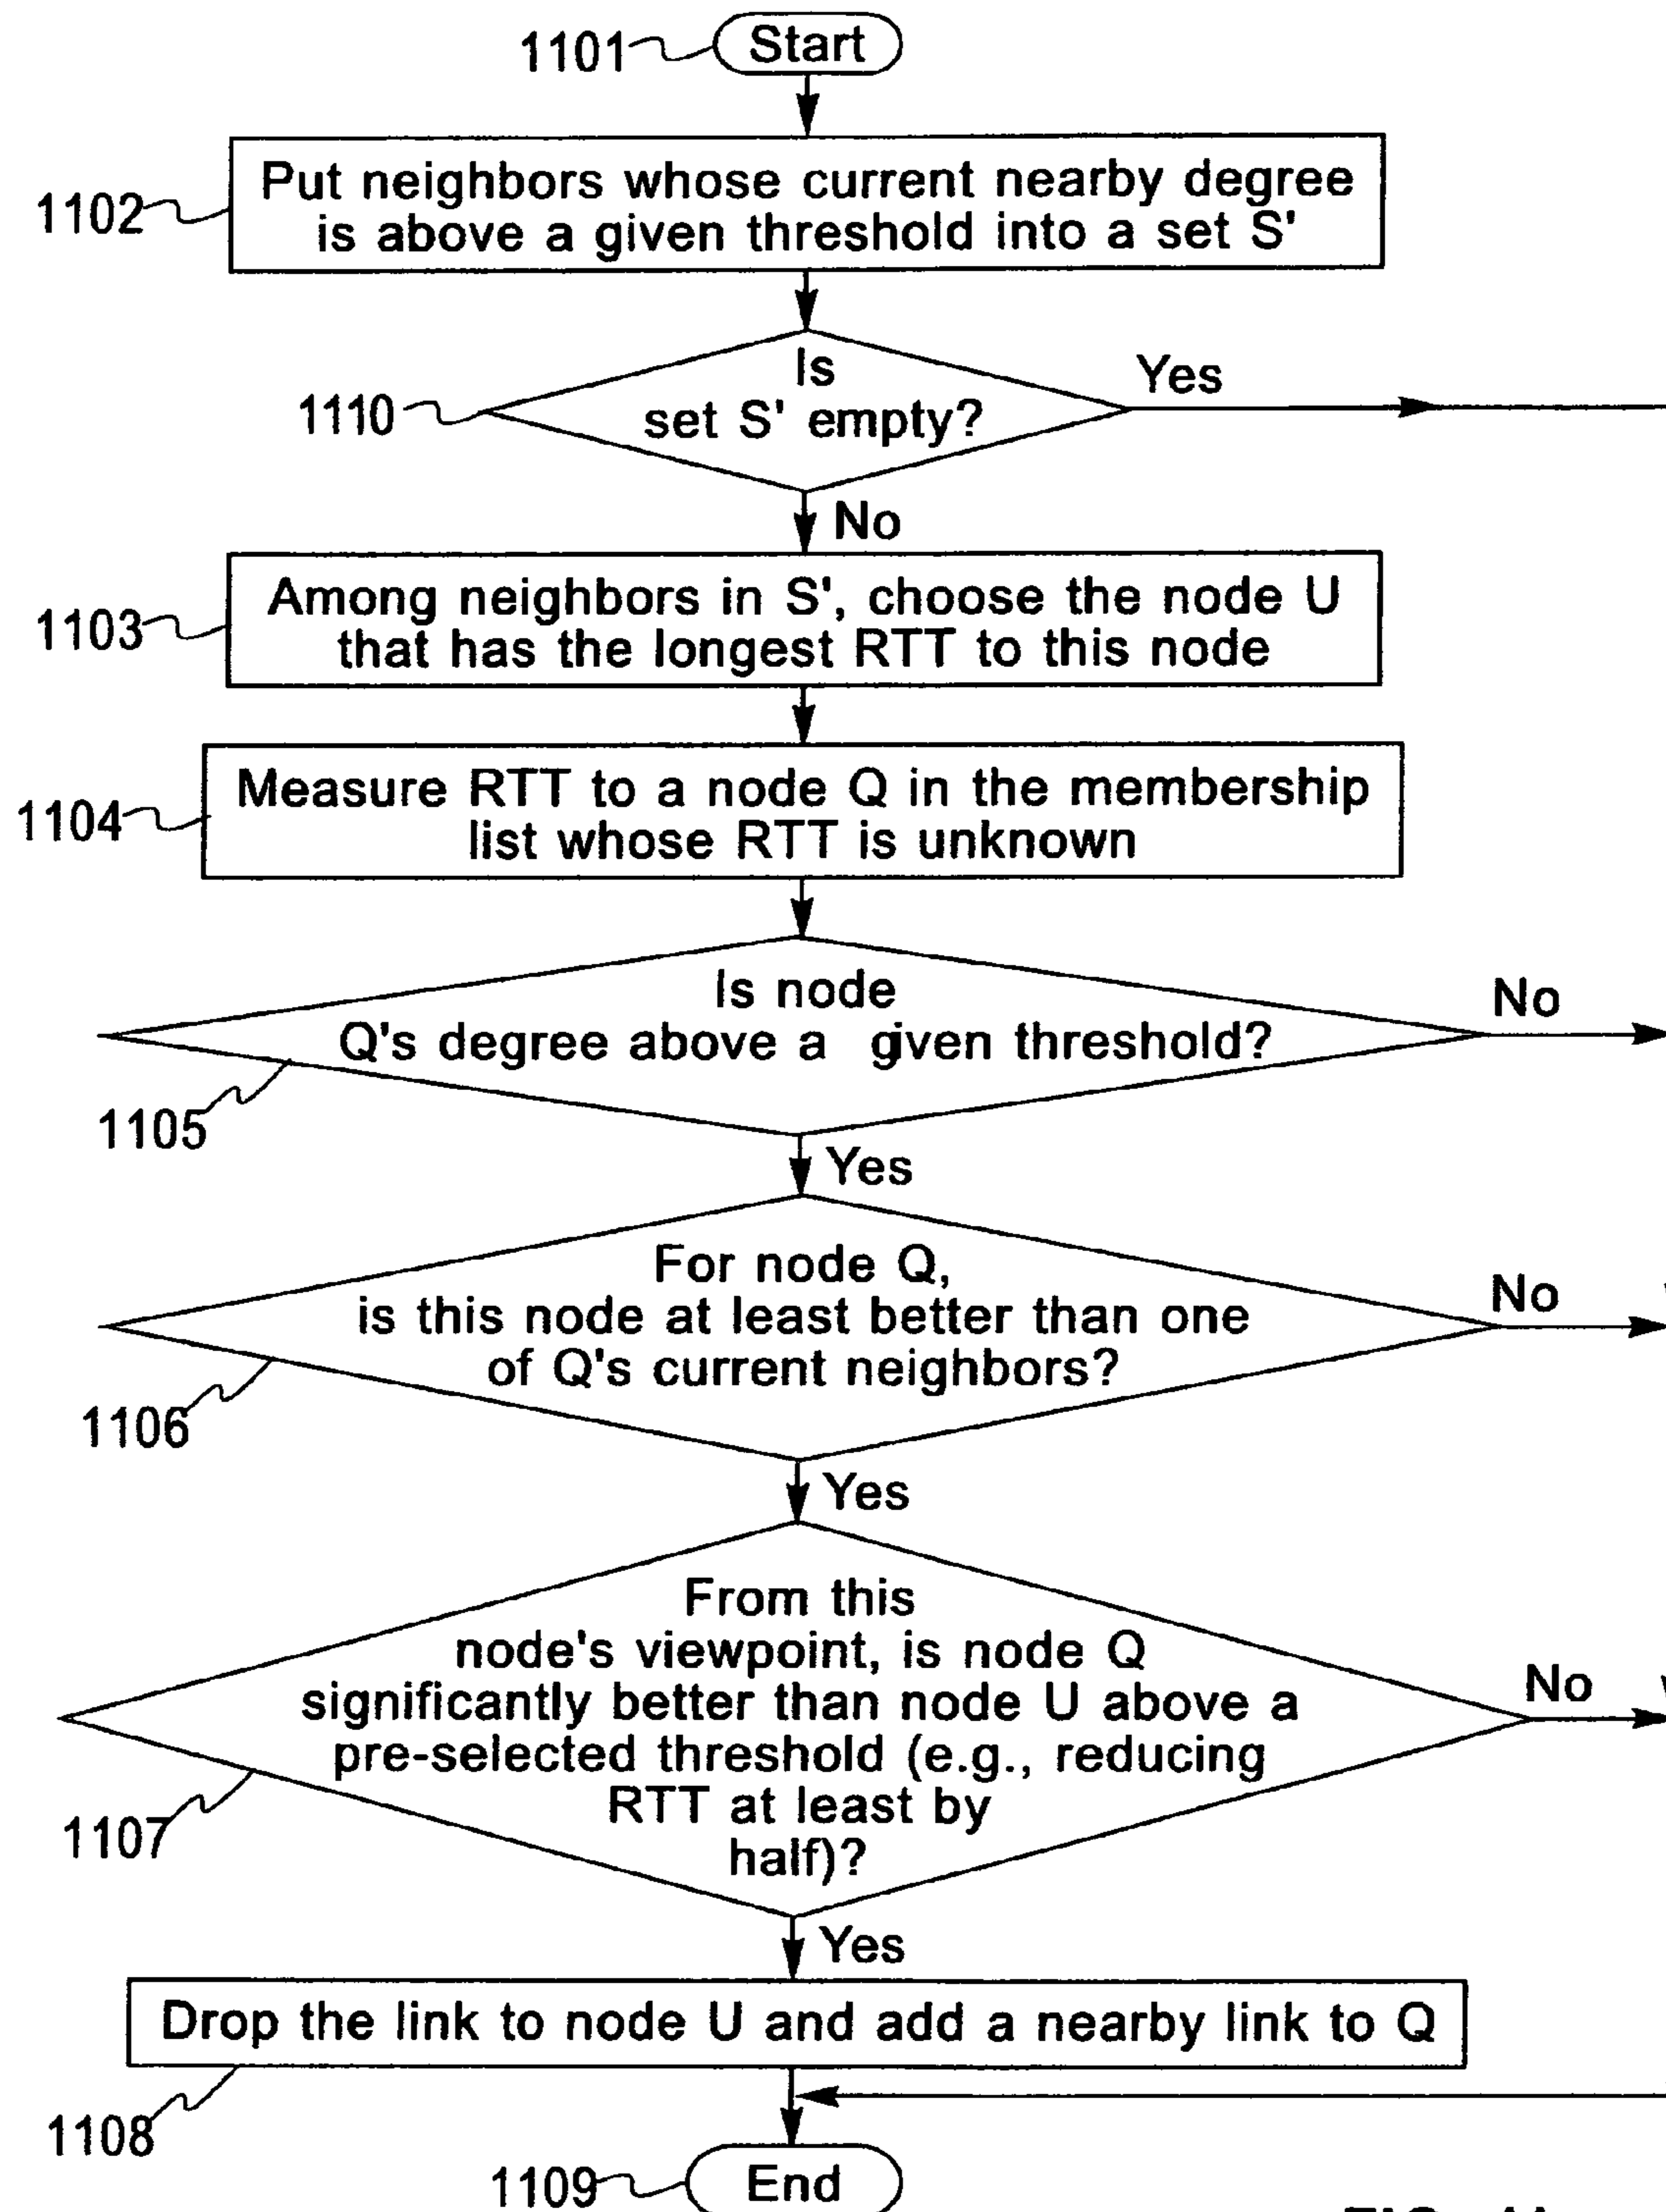 1101
Start
1102
Put neighbors whose current nearby degree
is above a given threshold into a set S'
1110
Is
set S' empty?
Yes
No
1103
Among neighbors in S', choose the node U
that has the longest RTT to this node
1104
Measure RTT to a node Q in the membership
list whose RTT is unknown
Is node
Q's degree above a given threshold?
No
1105
Yes
For node Q,
is this node at least better than one
of Q's current neighbors?
No
1106
Yes
From this
node's viewpoint, is node Q
significantly better than node U above a
pre-selected threshold (e.g., reducing
RTT at least by
half)?
No
1107
Yes
Drop the link to node U and add a nearby link to Q
1108
1109
End